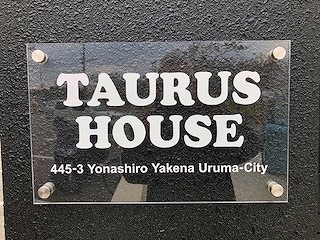 TAURUS
HOUSE
445-3 Yonashiro Yakena Uruma-City